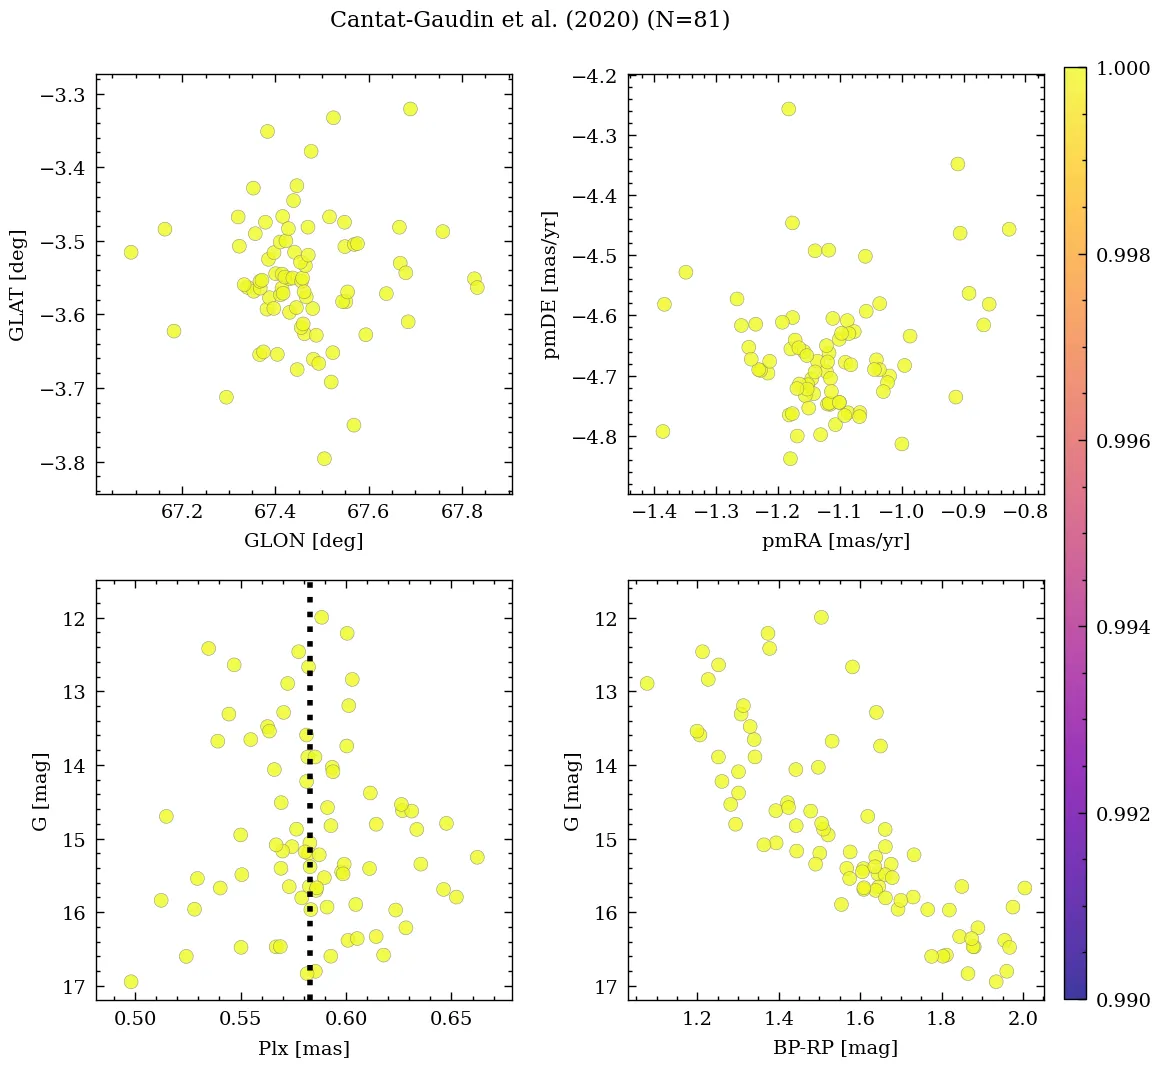 Cantat-Gaudin et al. (2020) (N=81)
−3.3
−3.4
−3.5
−3.6
−3.7
−3.8
GLAT [deg]
67.2 67.4 67.6 67.8
GLON [deg]
−4.2
−4.3
−4.4
−4.5
−4.6
−4.7
−4.8
pmDE [mas/yr]
−1.4 −1.3 −1.2 −1.1 −1.0 −0.9 −0.8
pmRA [mas/yr]
12
13
14
15
16
17
G [mag]
0.50 0.55 0.60 0.65
Plx [mas]
12
13
14
15
16
17
G [mag]
1.2 1.4 1.6 1.8 2.0
BP-RP [mag]
1.000
0.998
0.996
0.994
0.992
0.990